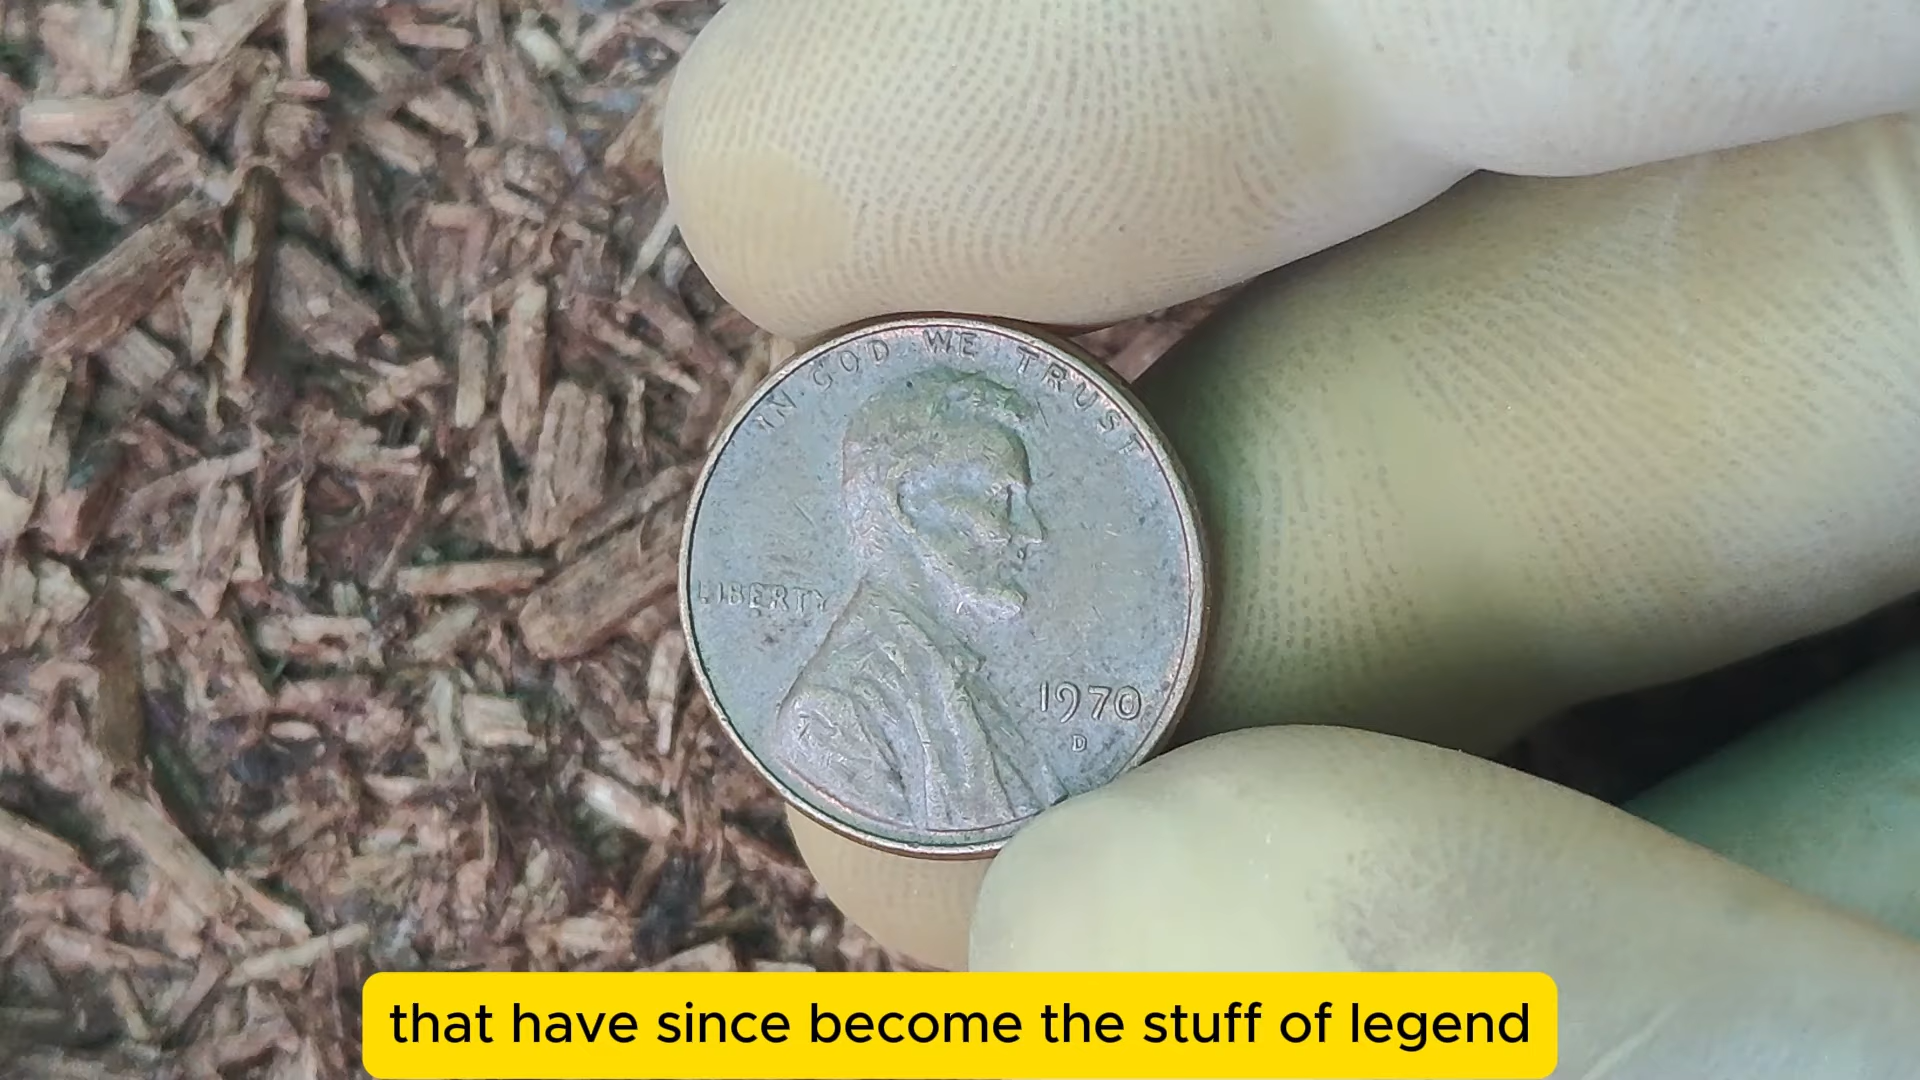 IN GOD WE TRUST
LIBERTY
1970
D
that have since become the stuff of legend